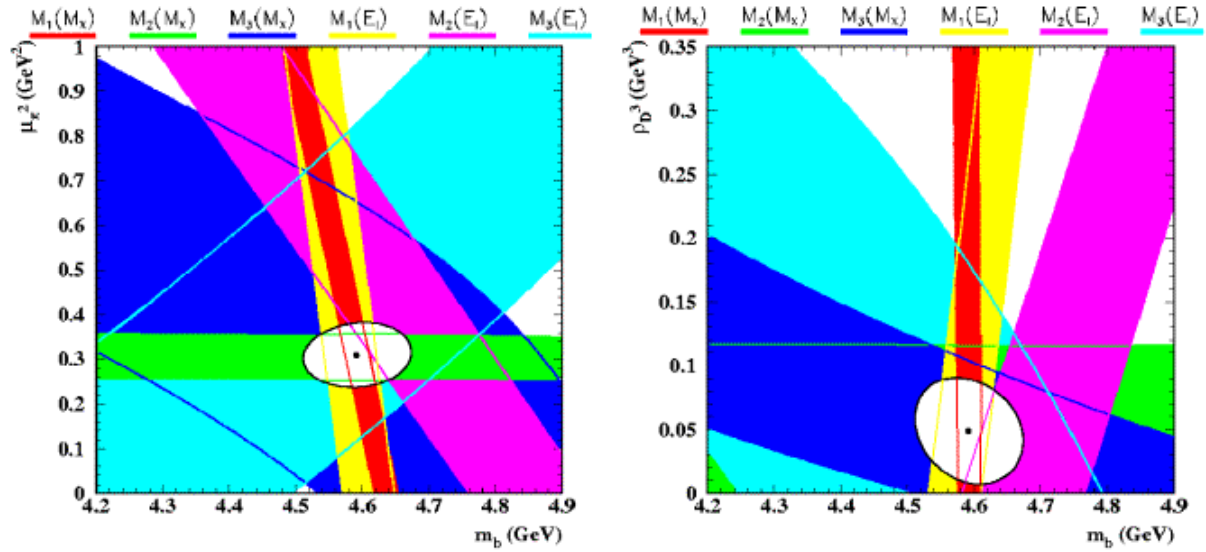 M₁(Mₓ) M₂(Mₓ) M₃(Mₓ) M₁(Eₗ) M₂(Eₗ) M₃(Eₗ)
μπ² (GeV²)
1
0.9
0.8
0.7
0.6
0.5
0.4
0.3
0.2
0.1
0
4.2 4.3 4.4 4.5 4.6 4.7 4.8 4.9
m_b (GeV)
M₁(Mₓ) M₂(Mₓ) M₃(Mₓ) M₁(Eₗ) M₂(Eₗ) M₃(Eₗ)
ρD³ (GeV³)
0.35
0.3
0.25
0.2
0.15
0.1
0.05
0
4.2 4.3 4.4 4.5 4.6 4.7 4.8 4.9
m_b (GeV)